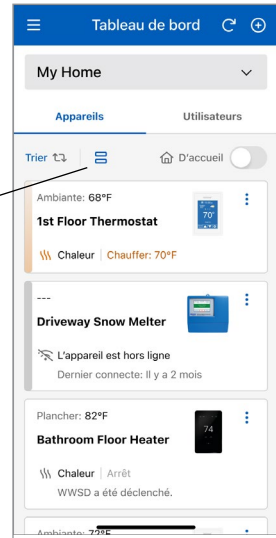 Tableau de bord
My Home
Appareils Utilisateurs
Trier D'accueil
Ambiante: 68°F
1st Floor Thermostat
70°
Chaleur | Chauffer: 70°F
---
Driveway Snow Melter
L'appareil est hors ligne
Dernier connecte: Il y a 2 mois
Plancher: 82°F
Bathroom Floor Heater
74
Chaleur | Arrêt
WWSD a été déclenché.
Ambiante: 72°F